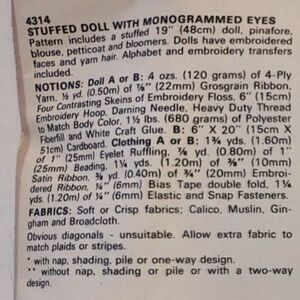 4314
STUFFED DOLL WITH MONOGRAMMED EYES
Pattern includes a stuffed 19" (48cm) doll, pinafore,
blouse, petticoat and bloomers. Dolls have embroidered
faces and yarn hair. Alphabet and embroidery transfers
included.
NOTIONS: Doll A or B: 4 ozs. (120 grams) of 4-Ply
Yarn, ½ yd. (0.50m) of ⅞" (22mm) Grosgrain Ribbon,
Four Contrasting Skeins of Embroidery Floss, 6" (15cm)
Embroidery Hoop, Darning Needle, Heavy Duty Thread
to Match Body Color, 1½ lbs. (680 grams) of Polyester
Fiberfill and White Craft Glue. B: 6" X 20" (15cm X
51cm) Cardboard. Clothing A or B: 1¾ yds. (1.60m)
of 1" (25mm) Eyelet Ruffling, ⅞ yd. (0.80m) of 1"
(25mm) Beading, 1¼ yds. (1.20m) of ⅜" (10mm)
Satin Ribbon, ⅜ yd. (0.40m) of ¾" (20mm) Embroi-
dered Ribbon, ¼" (6mm) Bias Tape double fold, 1¼
yds. (1.20m) of ¼" (6mm) Elastic and Snap Fasteners.
FABRICS: Soft or Crisp fabrics; Calico, Muslin, Gin-
gham and Broadcloth.
Obvious diagonals - unsuitable. Allow extra fabric to
match plaids or stripes.
* with nap, shading, pile or one-way design.
** without nap, shading or pile or with a two-way
design.